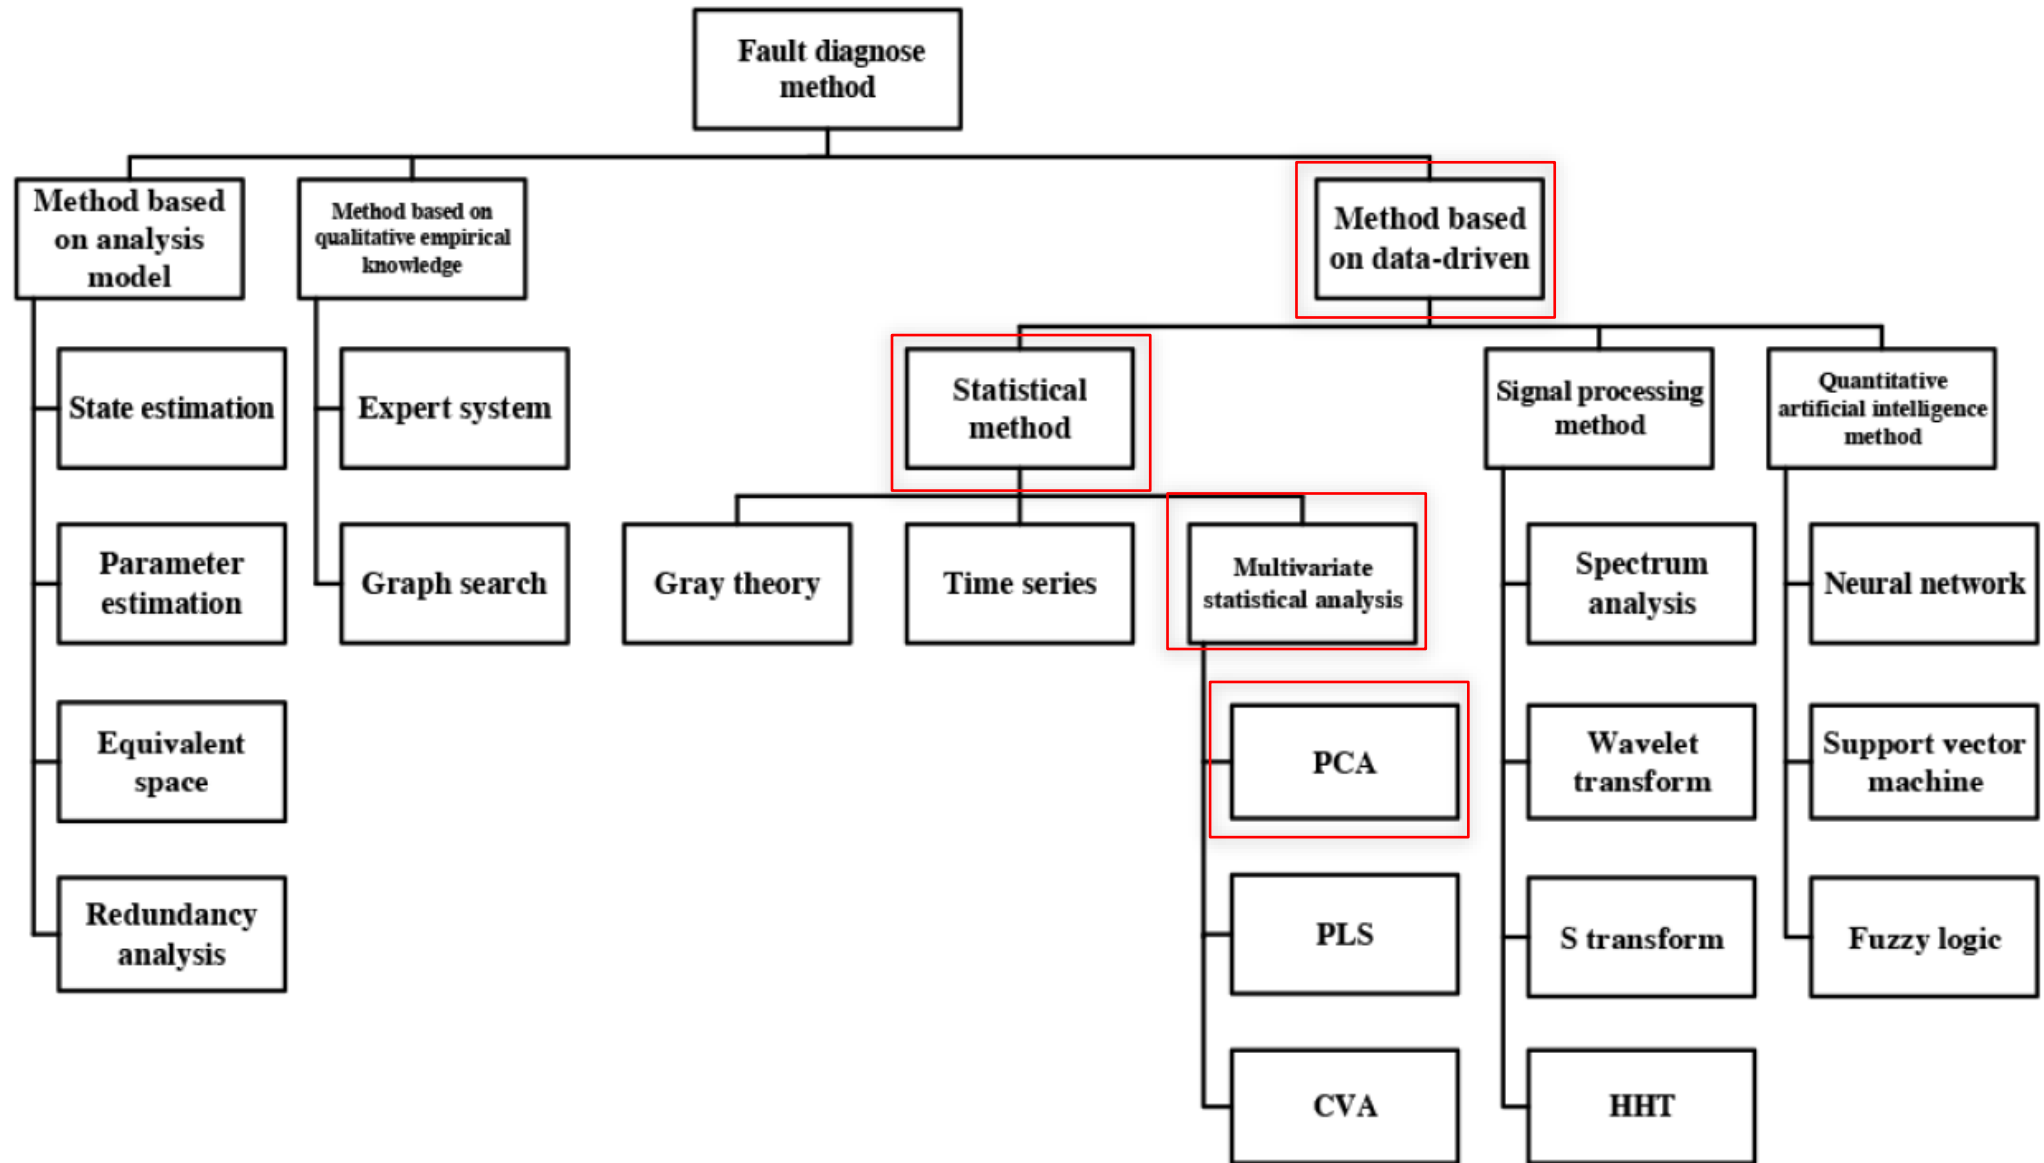 Fault diagnose
method
Method based
on analysis
model
Method based on
qualitative empirical
knowledge
Method based
on data-driven
State estimation
Expert system
Statistical
method
Signal processing
method
Quantitative
artificial intelligence
method
Parameter
estimation
Graph search
Gray theory
Time series
Multivariate
statistical analysis
Spectrum
analysis
Neural network
Equivalent
space
PCA
Wavelet
transform
Support vector
machine
Redundancy
analysis
PLS
S transform
Fuzzy logic
CVA
HHT